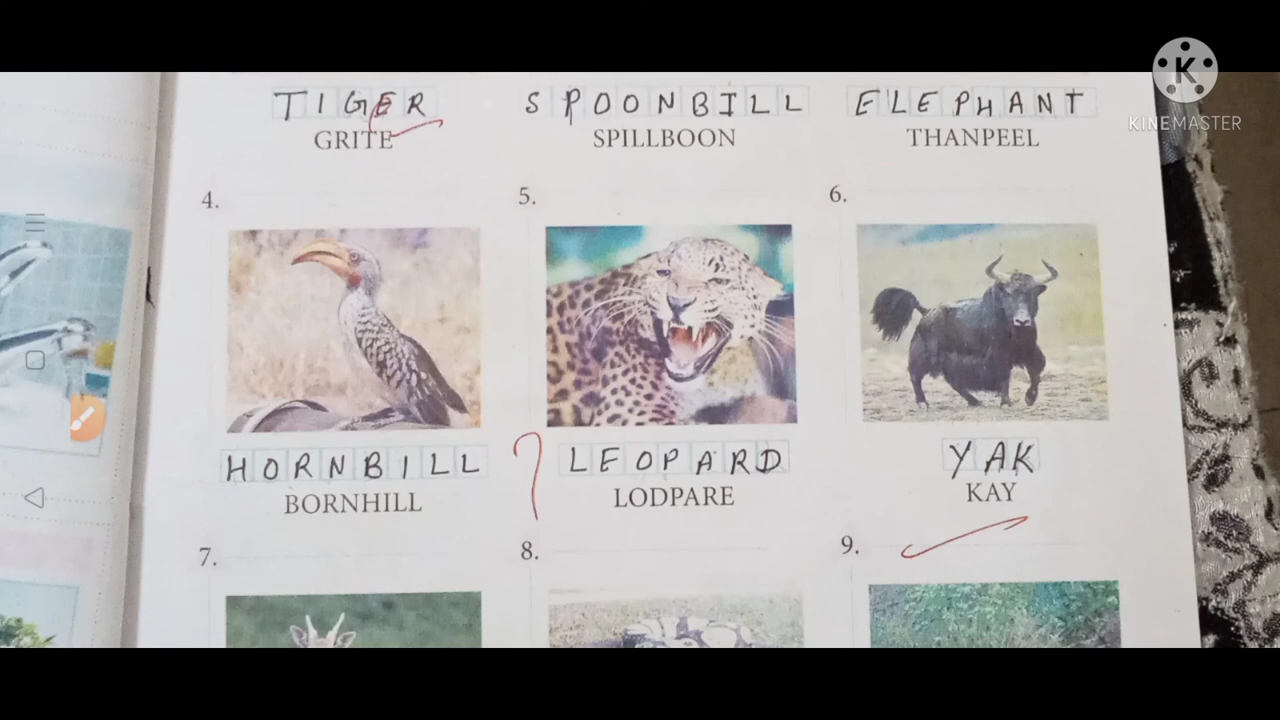 K
KINEMASTER
TIGER SPOONBILL ELEPHANT
GRITE SPILLBOON THANPEEL
4. 5. 6.
HORNBILL LEOPARD YAK
BORNHILL LODPARE KAY
7. 8. 9.